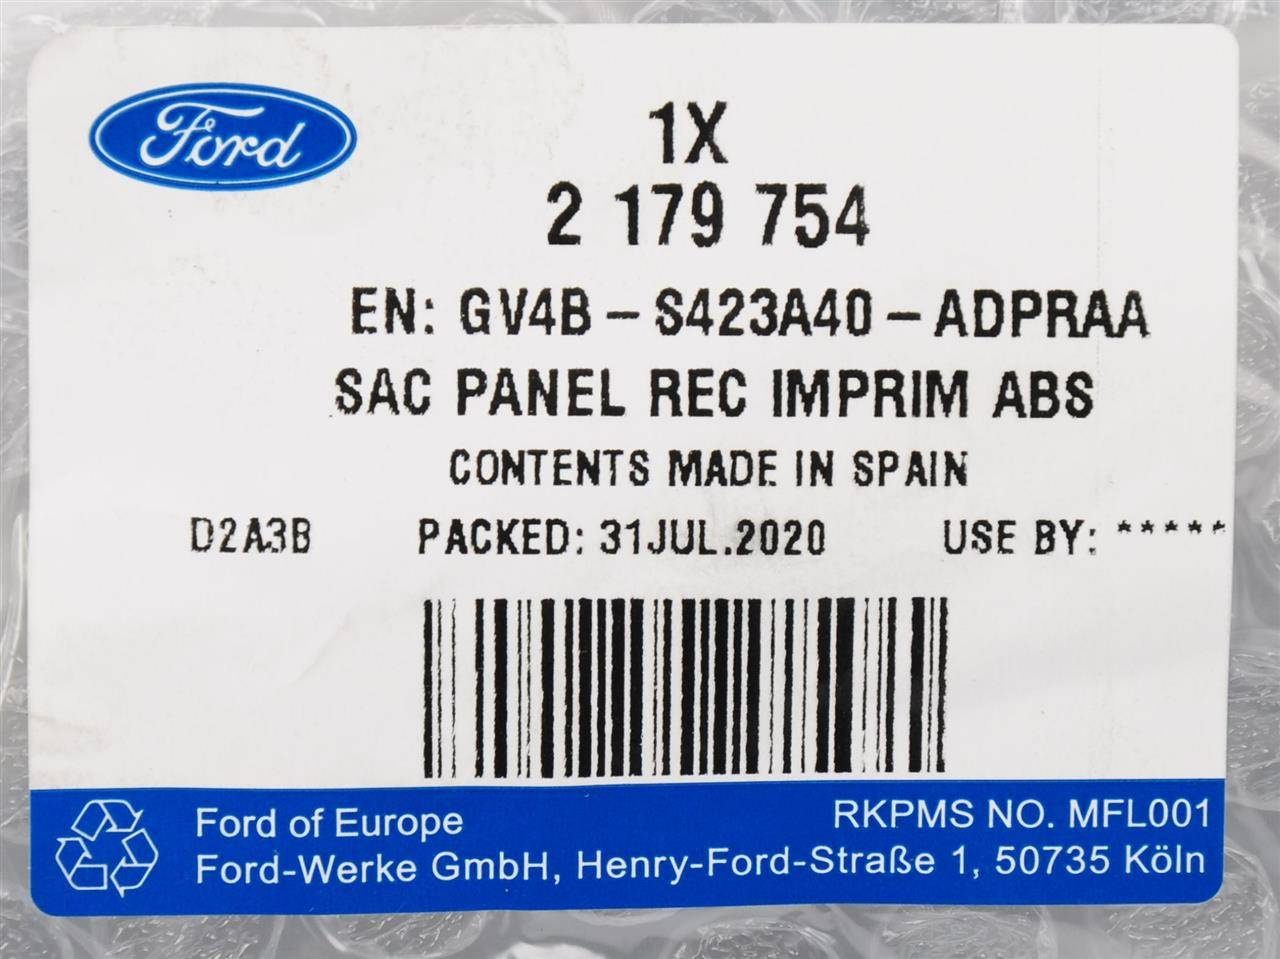 Ford
1X
2 179 754
EN: GV4B - S423A40 - ADPRAA
SAC PANEL REC IMPRIM ABS
CONTENTS MADE IN SPAIN
D2A3B PACKED: 31JUL.2020 USE BY: *****
Ford of Europe RKPMS NO. MFL001
Ford-Werke GmbH, Henry-Ford-Straße 1, 50735 Köln